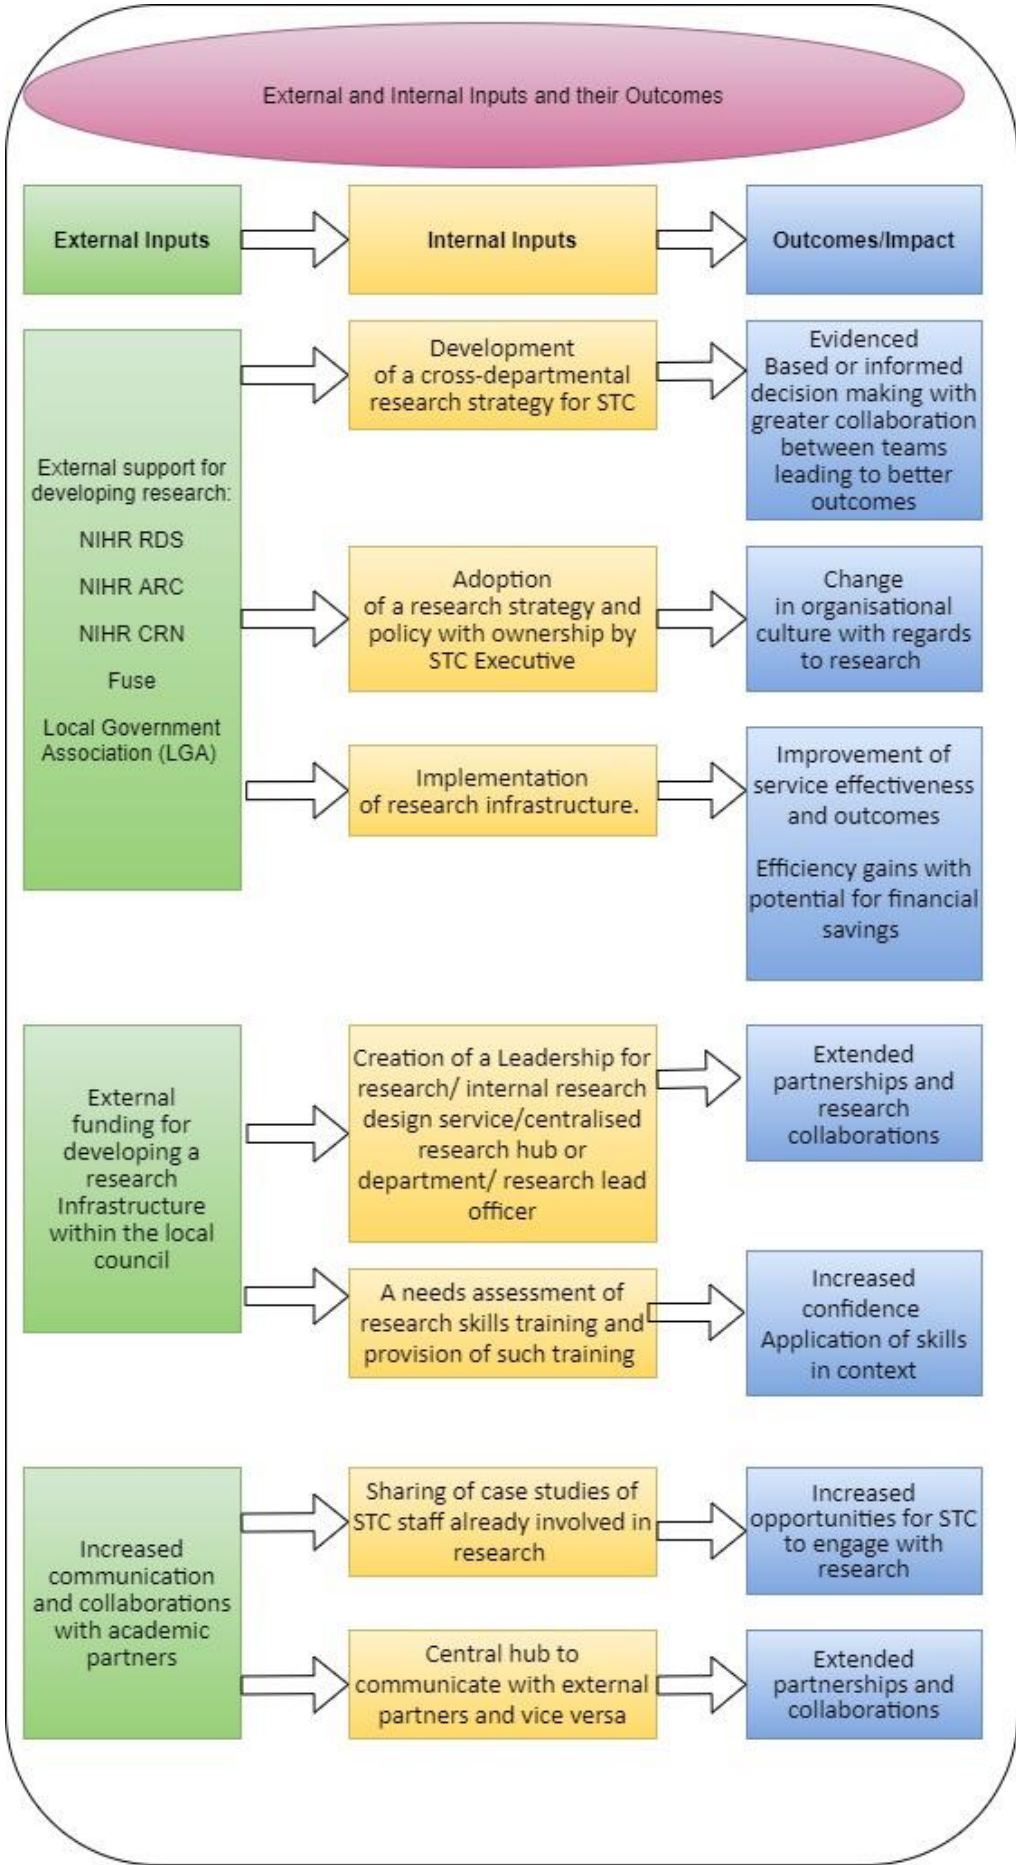 External and Internal Inputs and their Outcomes
External Inputs
Internal Inputs
Outcomes/Impact
External support for
developing research:
NIHR RDS
NIHR ARC
NIHR CRN
Fuse
Local Government
Association (LGA)
Development
of a cross-departmental
research strategy for STC
Evidenced
Based or informed
decision making with
greater collaboration
between teams
leading to better
outcomes
Adoption
of a research strategy and
policy with ownership by
STC Executive
Change
in organisational
culture with regards
to research
Implementation
of research infrastructure.
Improvement of
service effectiveness
and outcomes
Efficiency gains with
potential for financial
savings
External
funding for
developing a
research
Infrastructure
within the local
council
Creation of a Leadership for
research/ internal research
design service/centralised
research hub or
department/ research lead
officer
Extended
partnerships and
research
collaborations
A needs assessment of
research skills training and
provision of such training
Increased
confidence
Application of skills
in context
Increased
communication
and collaborations
with academic
partners
Sharing of case studies of
STC staff already involved in
research
Increased
opportunities for STC
to engage with
research
Central hub to
communicate with external
partners and vice versa
Extended
partnerships and
collaborations